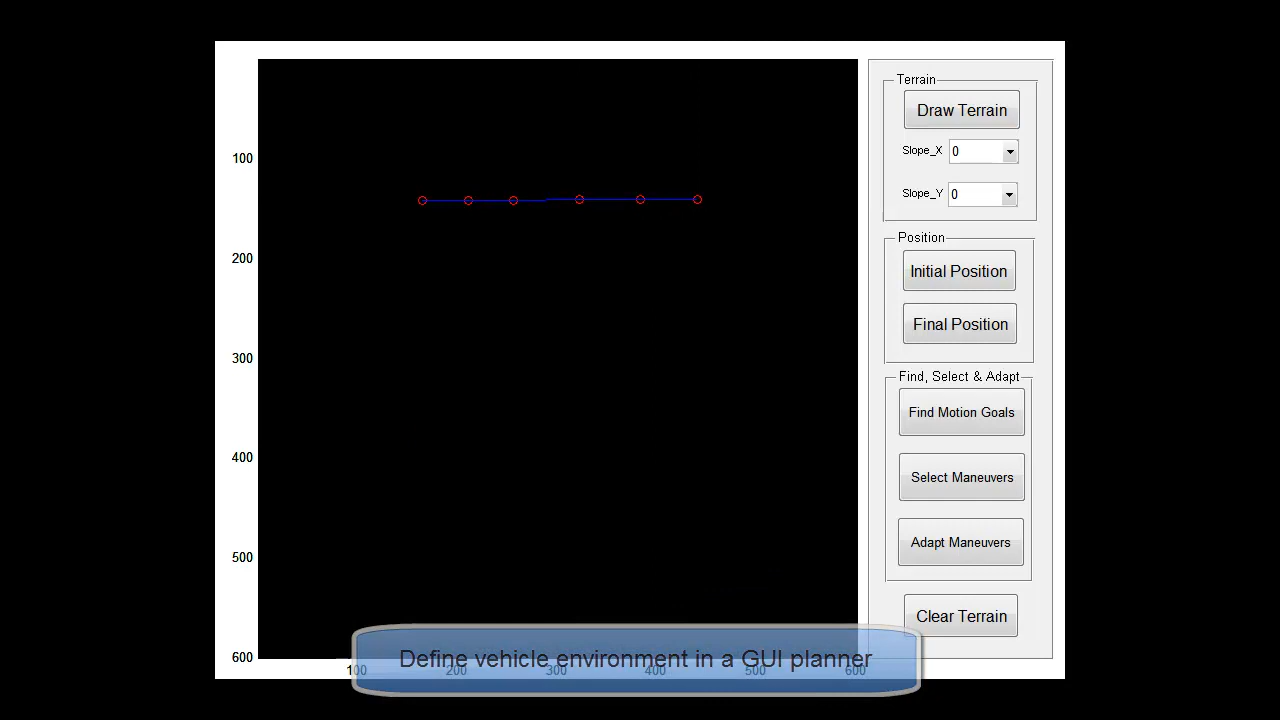 Terrain
Draw Terrain
Slope_X 0
Slope_Y 0
Position
Initial Position
Final Position
Find, Select & Adapt
Find Motion Goals
Select Maneuvers
Adapt Maneuvers
Clear Terrain
100
200
300
400
500
600
100 200 300 400 500 600
Define vehicle environment in a GUI planner